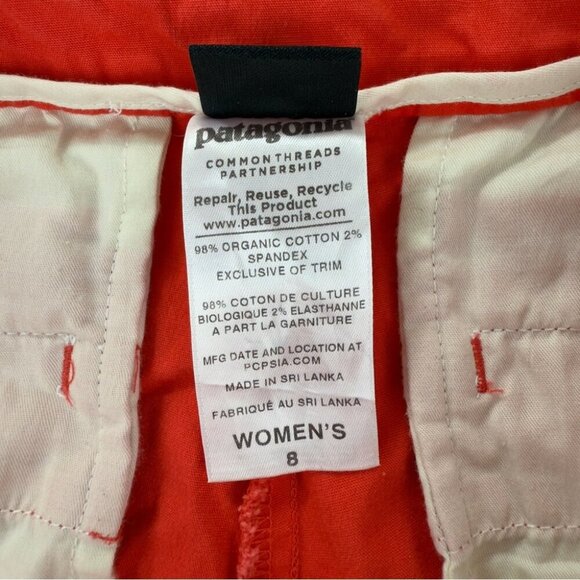 patagonia
COMMON THREADS
PARTNERSHIP
Repair, Reuse, Recycle
This Product
www.patagonia.com
98% ORGANIC COTTON 2%
SPANDEX
EXCLUSIVE OF TRIM
98% COTON DE CULTURE
BIOLOGIQUE 2% ELASTHANNE
A PART LA GARNITURE
MFG DATE AND LOCATION AT
PCPSIA.COM
MADE IN SRI LANKA
FABRIQUÉ AU SRI LANKA
WOMEN'S
8